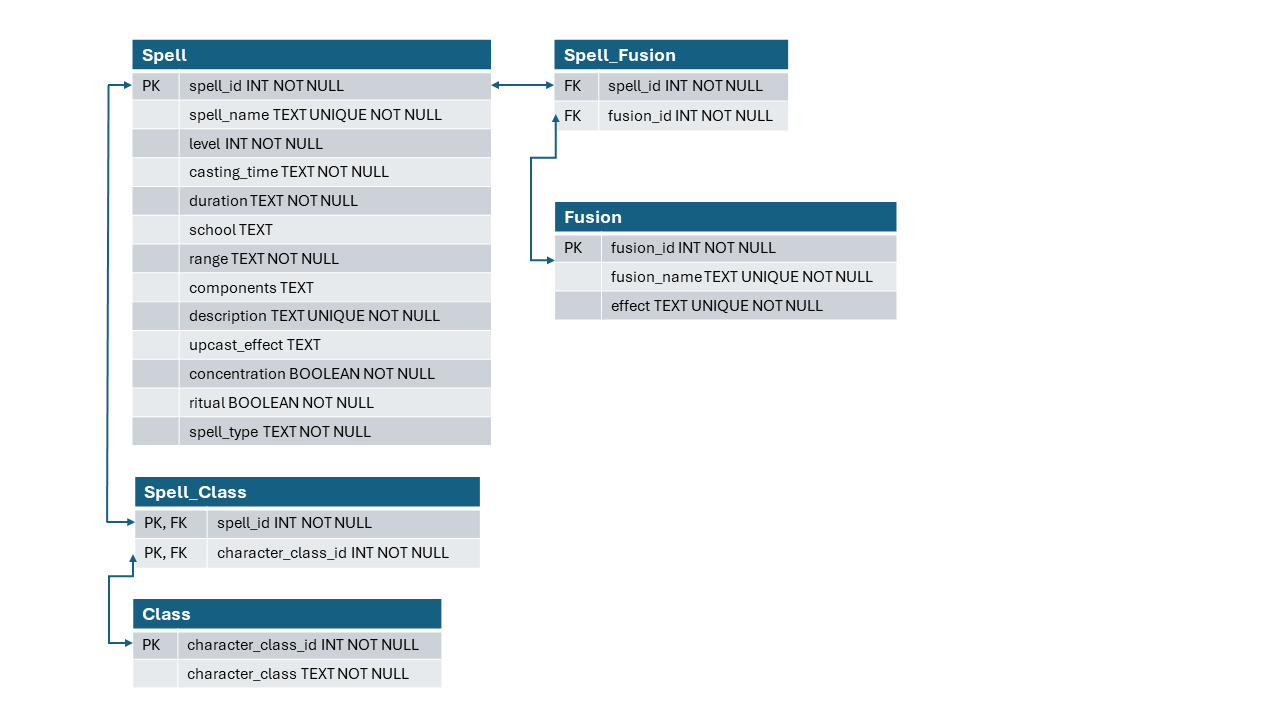 Spell
PK spell_id INT NOT NULL
spell_name TEXT UNIQUE NOT NULL
level INT NOT NULL
casting_time TEXT NOT NULL
duration TEXT NOT NULL
school TEXT
range TEXT NOT NULL
components TEXT
description TEXT UNIQUE NOT NULL
upcast_effect TEXT
concentration BOOLEAN NOT NULL
ritual BOOLEAN NOT NULL
spell_type TEXT NOT NULL
Spell_Fusion
FK spell_id INT NOT NULL
FK fusion_id INT NOT NULL
Fusion
PK fusion_id INT NOT NULL
fusion_name TEXT UNIQUE NOT NULL
effect TEXT UNIQUE NOT NULL
Spell_Class
PK, FK spell_id INT NOT NULL
PK, FK character_class_id INT NOT NULL
Class
PK character_class_id INT NOT NULL
character_class TEXT NOT NULL